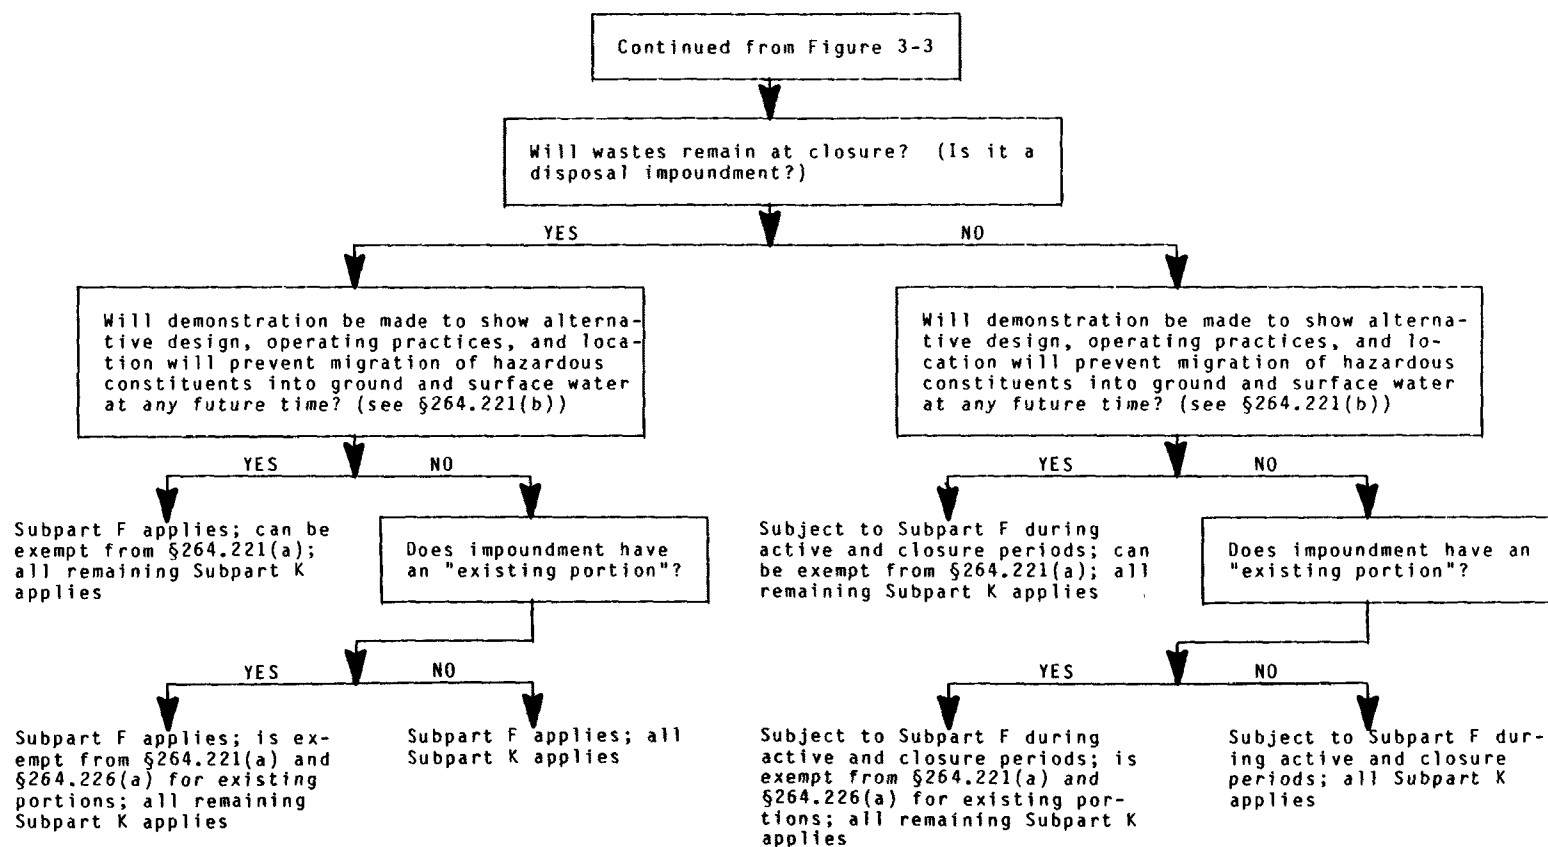 Continued from Figure 3-3
Will wastes remain at closure? (Is it a
disposal impoundment?)
YES
NO
Will demonstration be made to show alterna-
tive design, operating practices, and loca-
tion will prevent migration of hazardous
constituents into ground and surface water
at any future time? (see §264.221(b))
Will demonstration be made to show alterna-
tive design, operating practices, and lo-
cation will prevent migration of hazardous
constituents into ground and surface water
at any future time? (see §264.221(b))
YES
NO
YES
NO
Subpart F applies; can be
exempt from §264.221(a);
all remaining Subpart K
applies
Does impoundment have
an "existing portion"?
Subject to Subpart F during
active and closure periods; can
be exempt from §264.221(a); all
remaining Subpart K applies
Does impoundment have an
"existing portion"?
YES
NO
YES
NO
Subpart F applies; is ex-
empt from §264.221(a) and
§264.226(a) for existing
portions; all remaining
Subpart K applies
Subpart F applies; all
Subpart K applies
Subject to Subpart F during
active and closure periods; is
exempt from §264.221(a) and
§264.226(a) for existing por-
tions; all remaining Subpart K
applies
Subject to Subpart F dur-
ing active and closure
periods; all Subpart K
applies